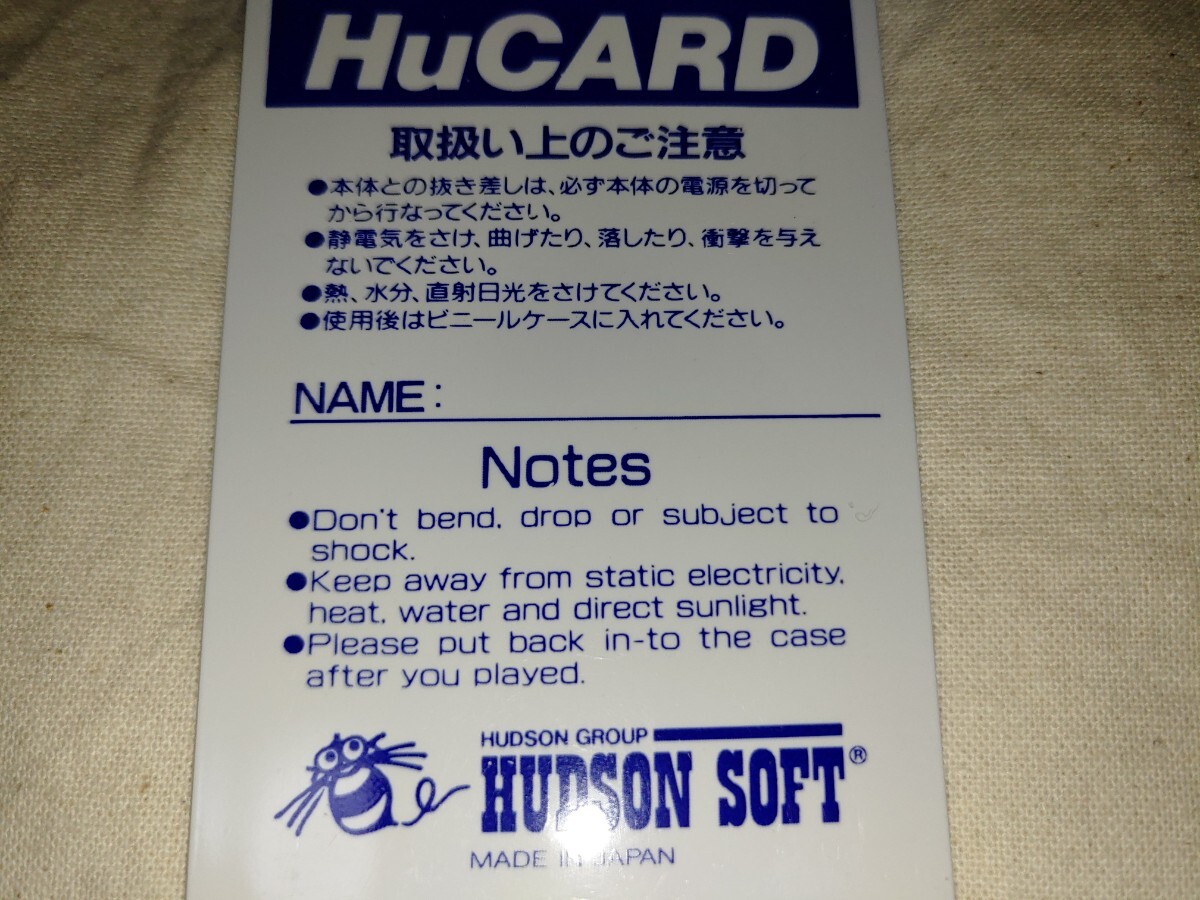 HuCARD
取扱い上のご注意
●本体との抜き差しは、必ず本体の電源を切って
から行なってください。
●静電気をさけ、曲げたり、落したり、衝撃を与え
ないでください。
●熱、水分、直射日光をさけてください。
●使用後はビニールケースに入れてください。
NAME:
Notes
●Don't bend, drop or subject to
shock.
●Keep away from static electricity,
heat, water and direct sunlight.
●Please put back in-to the case
after you played.
HUDSON GROUP
HUDSON SOFT®
MADE IN JAPAN